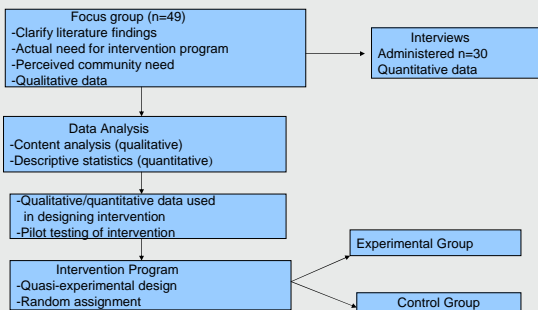 Focus group (n=49)
-Clarify literature findings
-Actual need for intervention program
-Perceived community need
-Qualitative data
Interviews
Administered n=30
Quantitative data
Data Analysis
-Content analysis (qualitative)
-Descriptive statistics (quantitative)
-Qualitative/quantitative data used
in designing intervention
-Pilot testing of intervention
Intervention Program
-Quasi-experimental design
-Random assignment
Experimental Group
Control Group